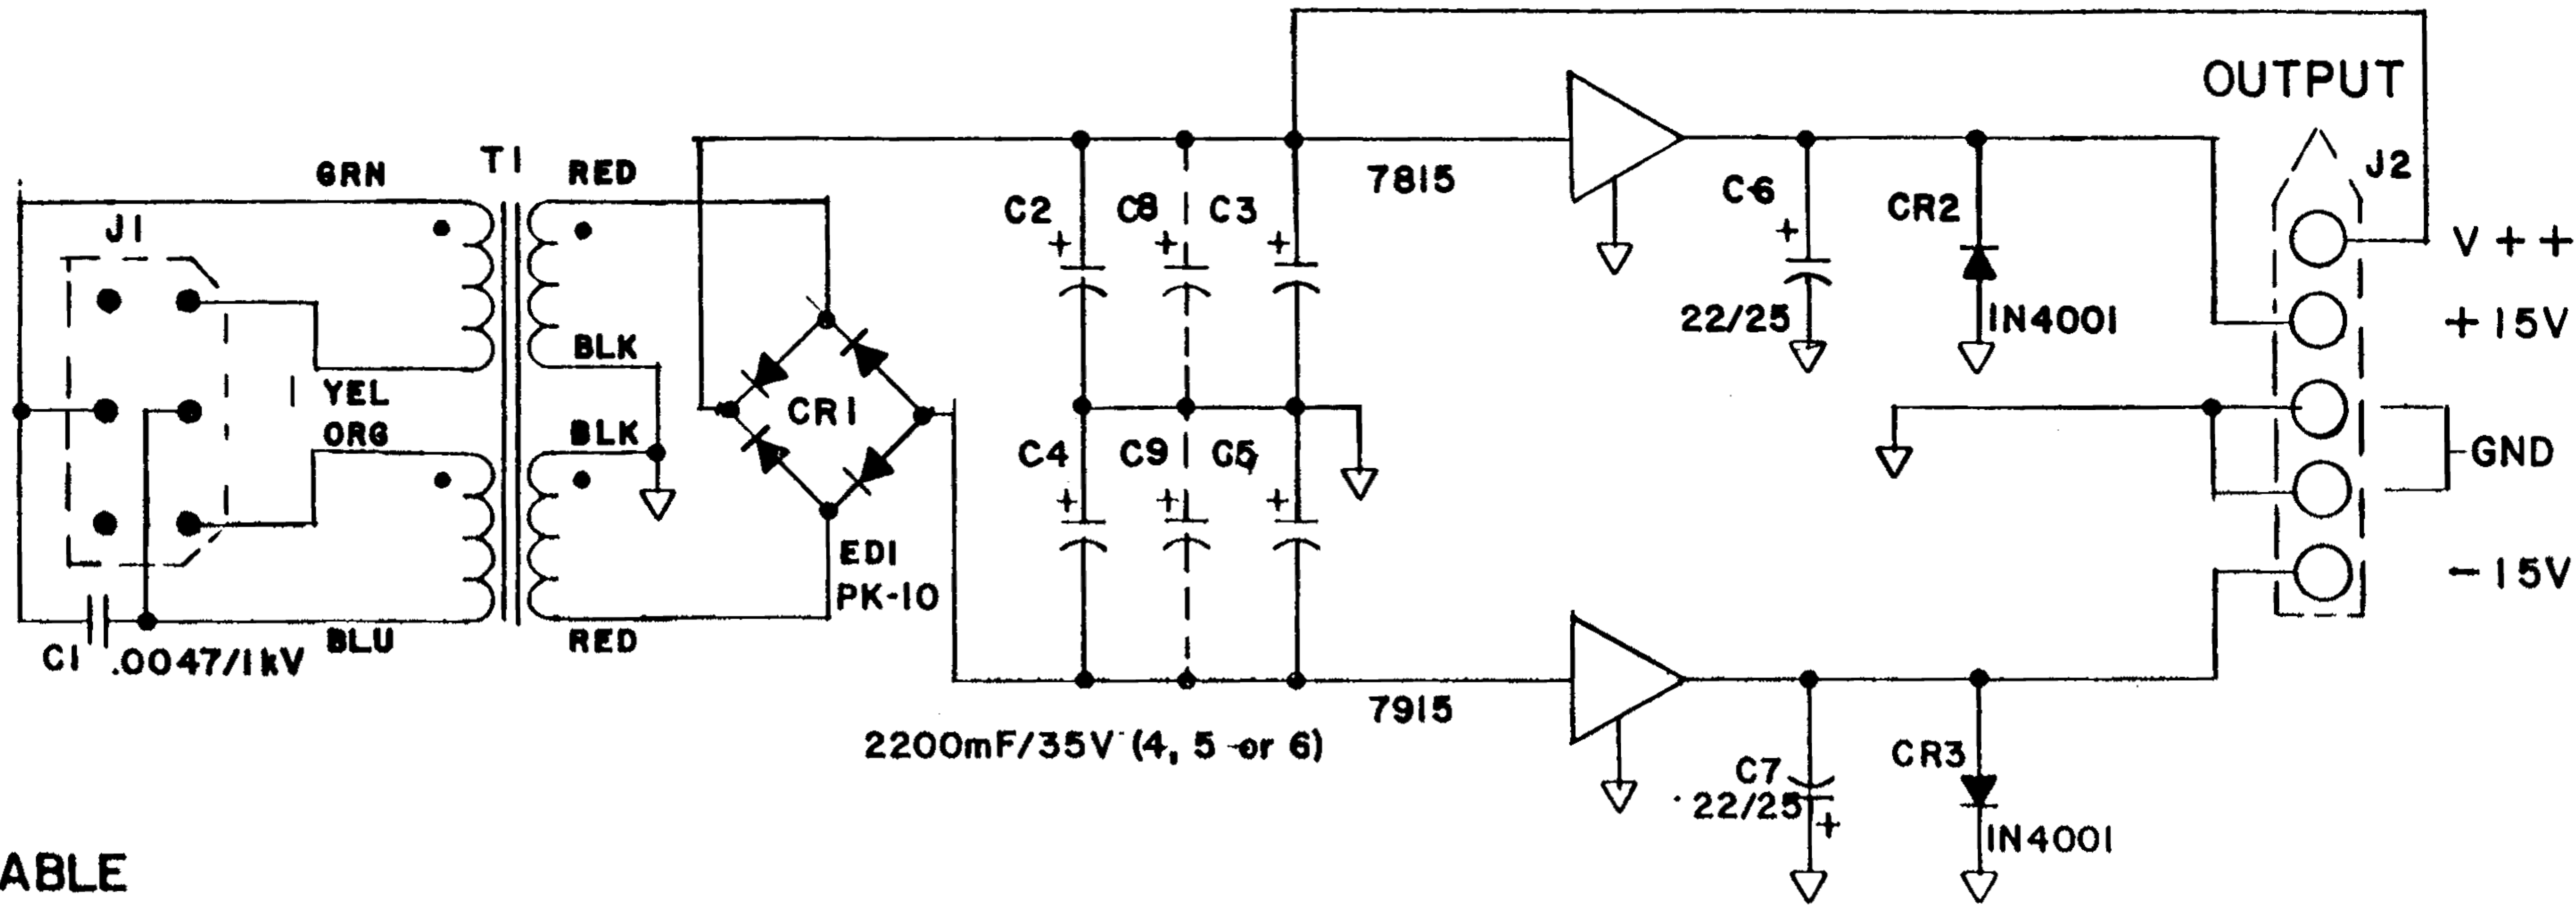 OUTPUT
J2
V++
+15V
GND
-15V
T1
GRN
RED
J1
BLK
YEL
ORG
BLK
BLU
RED
C1 .0047/1kV
CR1
EDI
PK-10
C2
C8
C3
C4
C9
C5
2200mF/35V (4, 5 or 6)
7815
7915
C6
22/25
CR2
1N4001
C7
22/25
CR3
1N4001
ABLE